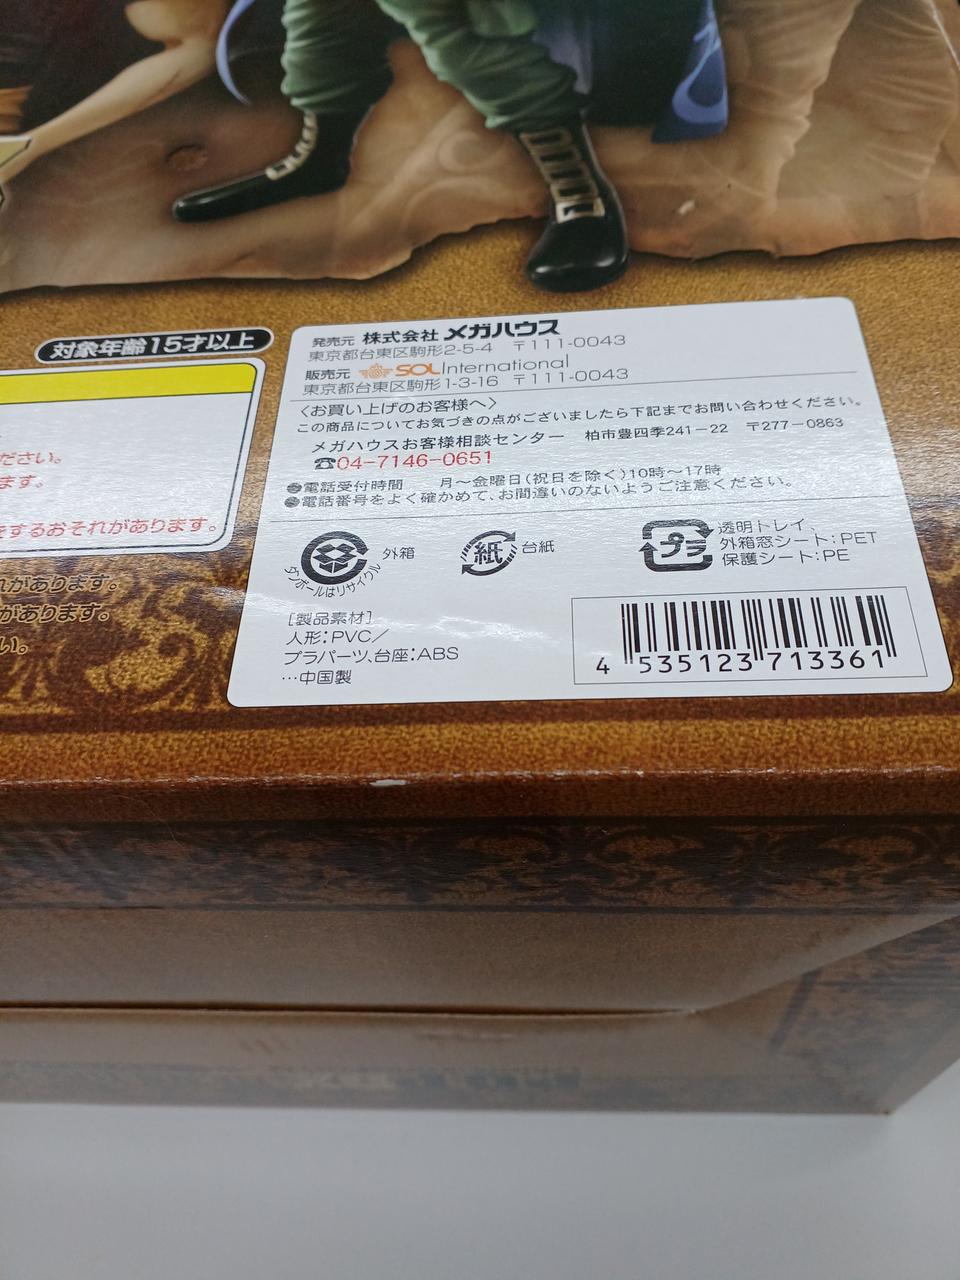 対象年齢15才以上
ださい。
ます。
をするおそれがあります。
れがあります。
があります。
い。
発売元 株式会社 メガハウス
東京都台東区駒形2-5-4 〒111-0043
販売元 SOL International
東京都台東区駒形1-3-16 〒111-0043
〈お買い上げのお客様へ〉
この商品についてお気づきの点がございましたら下記までお問い合わせください。
メガハウスお客様相談センター 柏市豊四季241-22 〒277-0863
☎04-7146-0651
●電話受付時間 月〜金曜日(祝日を除く)10時〜17時
●電話番号をよく確かめて、お間違いのないようご注意ください。
外箱
ダンボールはリサイクル
紙 台紙
プラ
透明トレイ、
外箱窓シート:PET
保護シート:PE
[製品素材]
人形:PVC/
プラパーツ、台座:ABS
…中国製
4 535123 713361